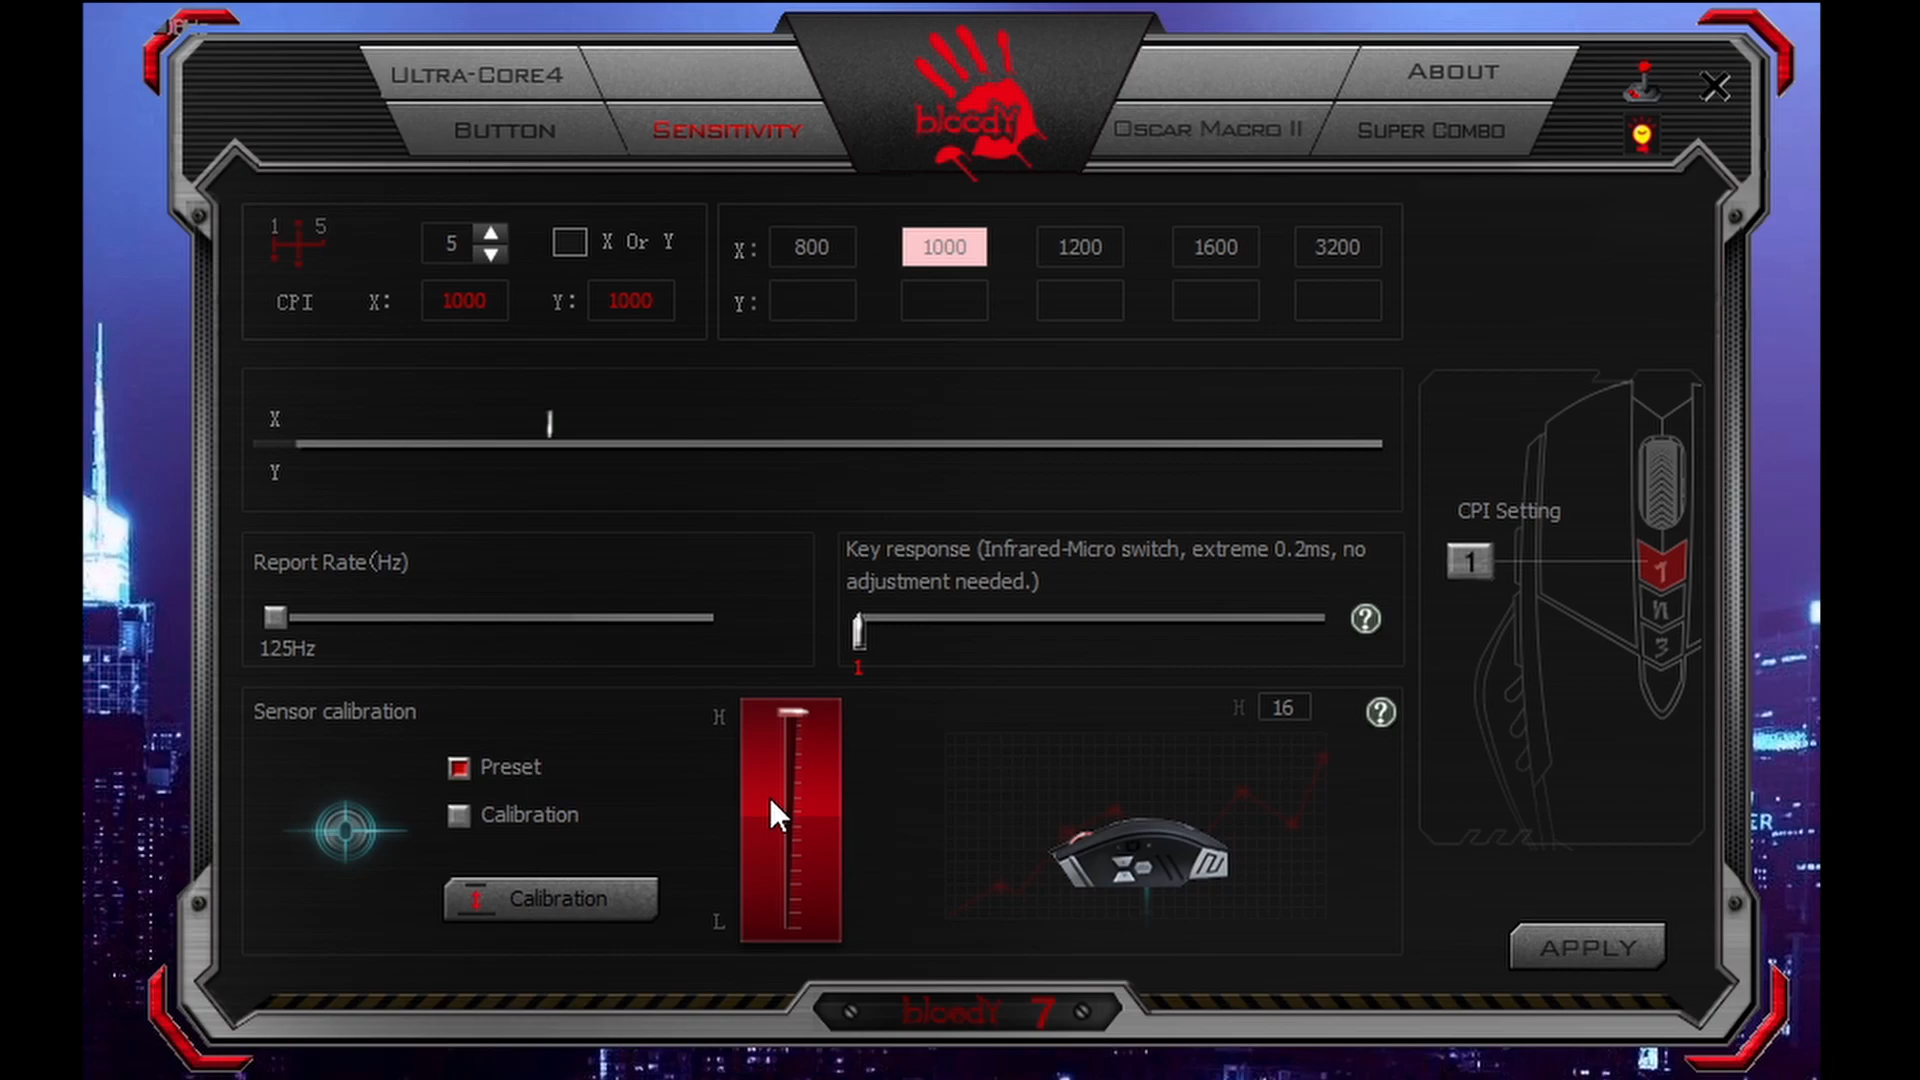 ULTRA-CORE4
ABOUT
BUTTON
SENSITIVITY
bloody
OSCAR MACRO II
SUPER COMBO
1 5
5
X Or Y
CPI X: 1000 Y: 1000
X: 800 1000 1200 1600 3200
Y:
X
Y
Report Rate(Hz)
125Hz
Key response (Infrared-Micro switch, extreme 0.2ms, no
adjustment needed.)
?
1
CPI Setting
1
1
N
3
Sensor calibration
Preset
Calibration
Calibration
H
L
H 16
?
APPLY
bloody 7